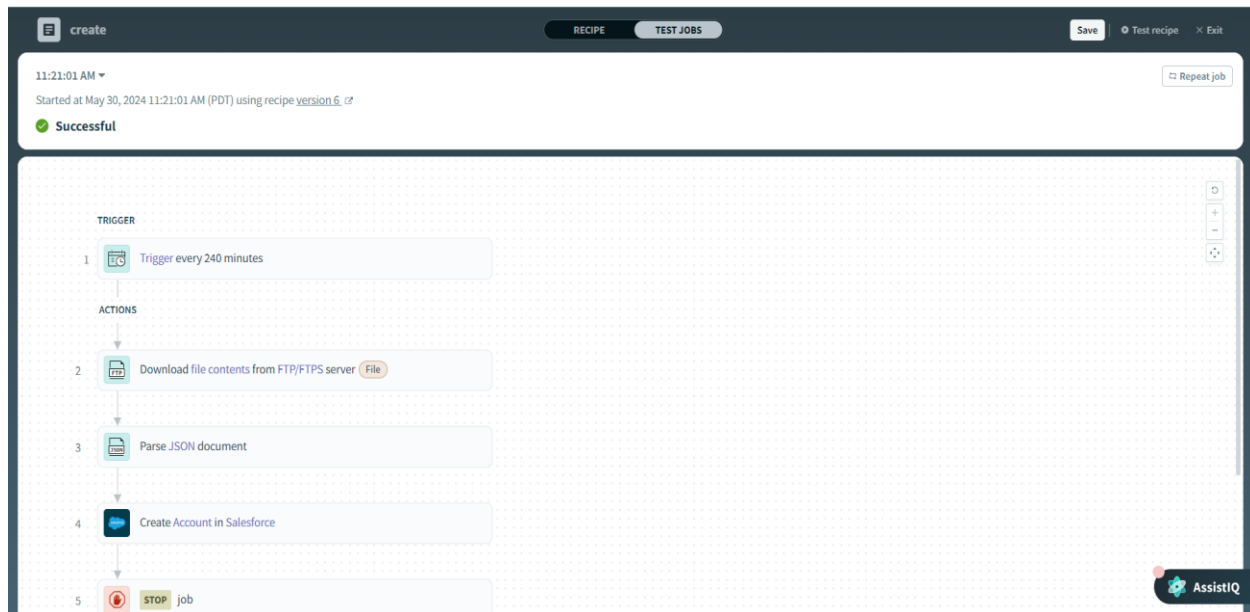 create
RECIPE
TEST JOBS
Save
Test recipe
Exit
11:21:01 AM
Repeat job
Started at May 30, 2024 11:21:01 AM (PDT) using recipe version 6
Successful
TRIGGER
1 Trigger every 240 minutes
ACTIONS
2 FTP Download file contents from FTP/FTPS server File
3 JSON Parse JSON document
4 Create Account in Salesforce
5 STOP job
AssistIQ